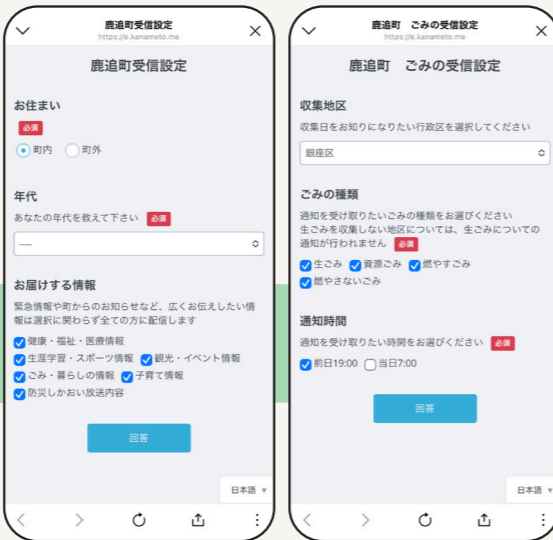 鹿追町受信設定
https://e.kanameto.me
鹿追町受信設定
お住まい
必須
町内 町外
年代
あなたの年代を教えて下さい 必須
----
お届けする情報
緊急情報や町からのお知らせなど、広くお伝えしたい情
報は選択に関わらず全ての方に配信します
健康・福祉・医療情報
生涯学習・スポーツ情報 観光・イベント情報
ごみ・暮らしの情報 子育て情報
防災しかおい放送内容
回答
日本語
鹿追町 ごみの受信設定
https://e.kanameto.me
鹿追町 ごみの受信設定
収集地区
収集日をお知りになりたい行政区を選択してください
銀座区
ごみの種類
通知を受け取りたいごみの種類をお選びください
生ごみを収集しない地区については、生ごみについての
通知が行われません 必須
生ごみ 資源ごみ 燃やすごみ
燃やさないごみ
通知時間
通知を受け取りたい時間をお選びください 必須
前日19:00 当日7:00
回答
日本語